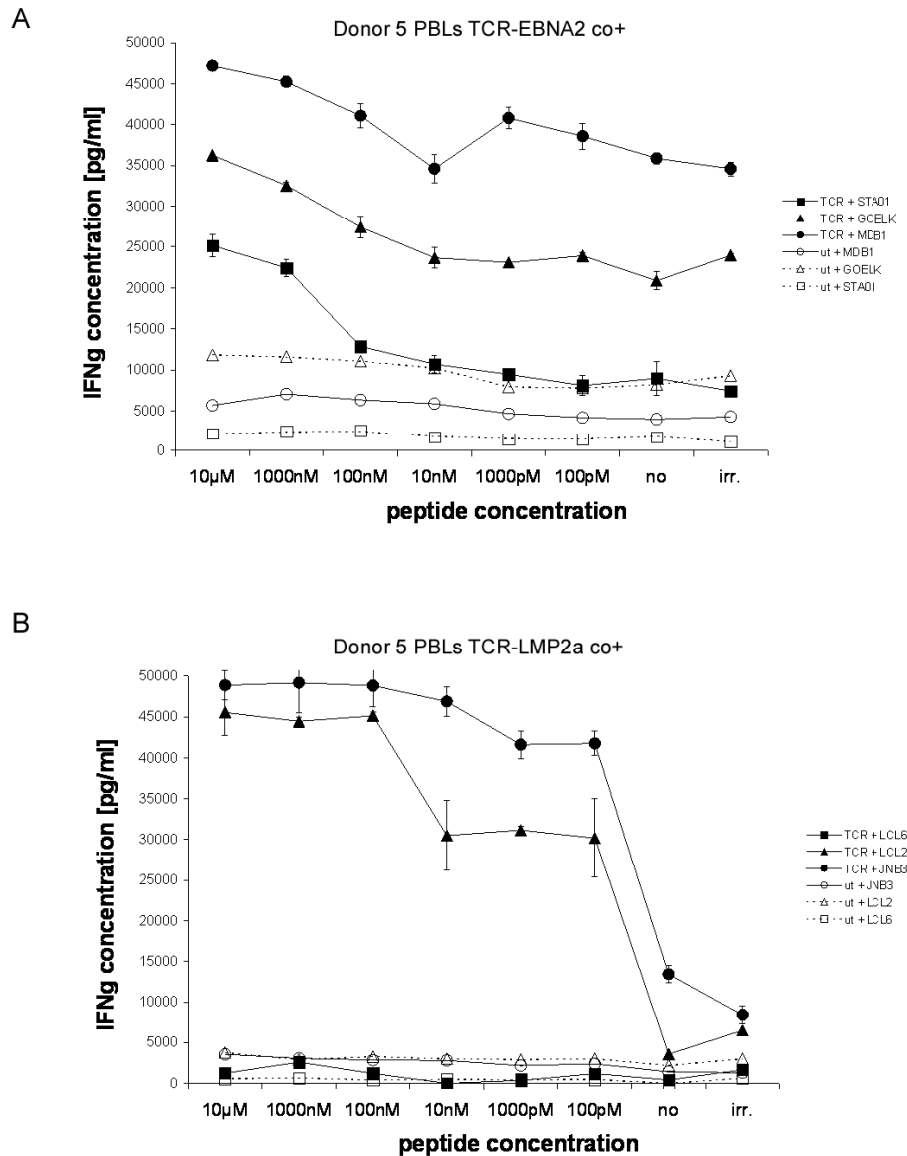 A
Donor 5 PBLs TCR-EBNA2 co+
IFNg concentration [pg/ml]
50000
45000
40000
35000
30000
25000
20000
15000
10000
5000
0
10µM 1000nM 100nM 10nM 1000pM 100pM no irr.
peptide concentration
TCR + STA01
TCR + GOELK
TCR + MDB1
ut + MDB1
ut + GOELK
ut + STA0I
B
Donor 5 PBLs TCR-LMP2a co+
IFNg concentration [pg/ml]
50000
45000
40000
35000
30000
25000
20000
15000
10000
5000
0
10µM 1000nM 100nM 10nM 1000pM 100pM no irr.
peptide concentration
TCR + LCL6
TCR + LCL2
TCR + JNB3
ut + JNB3
ut + LCL2
ut + LCL6